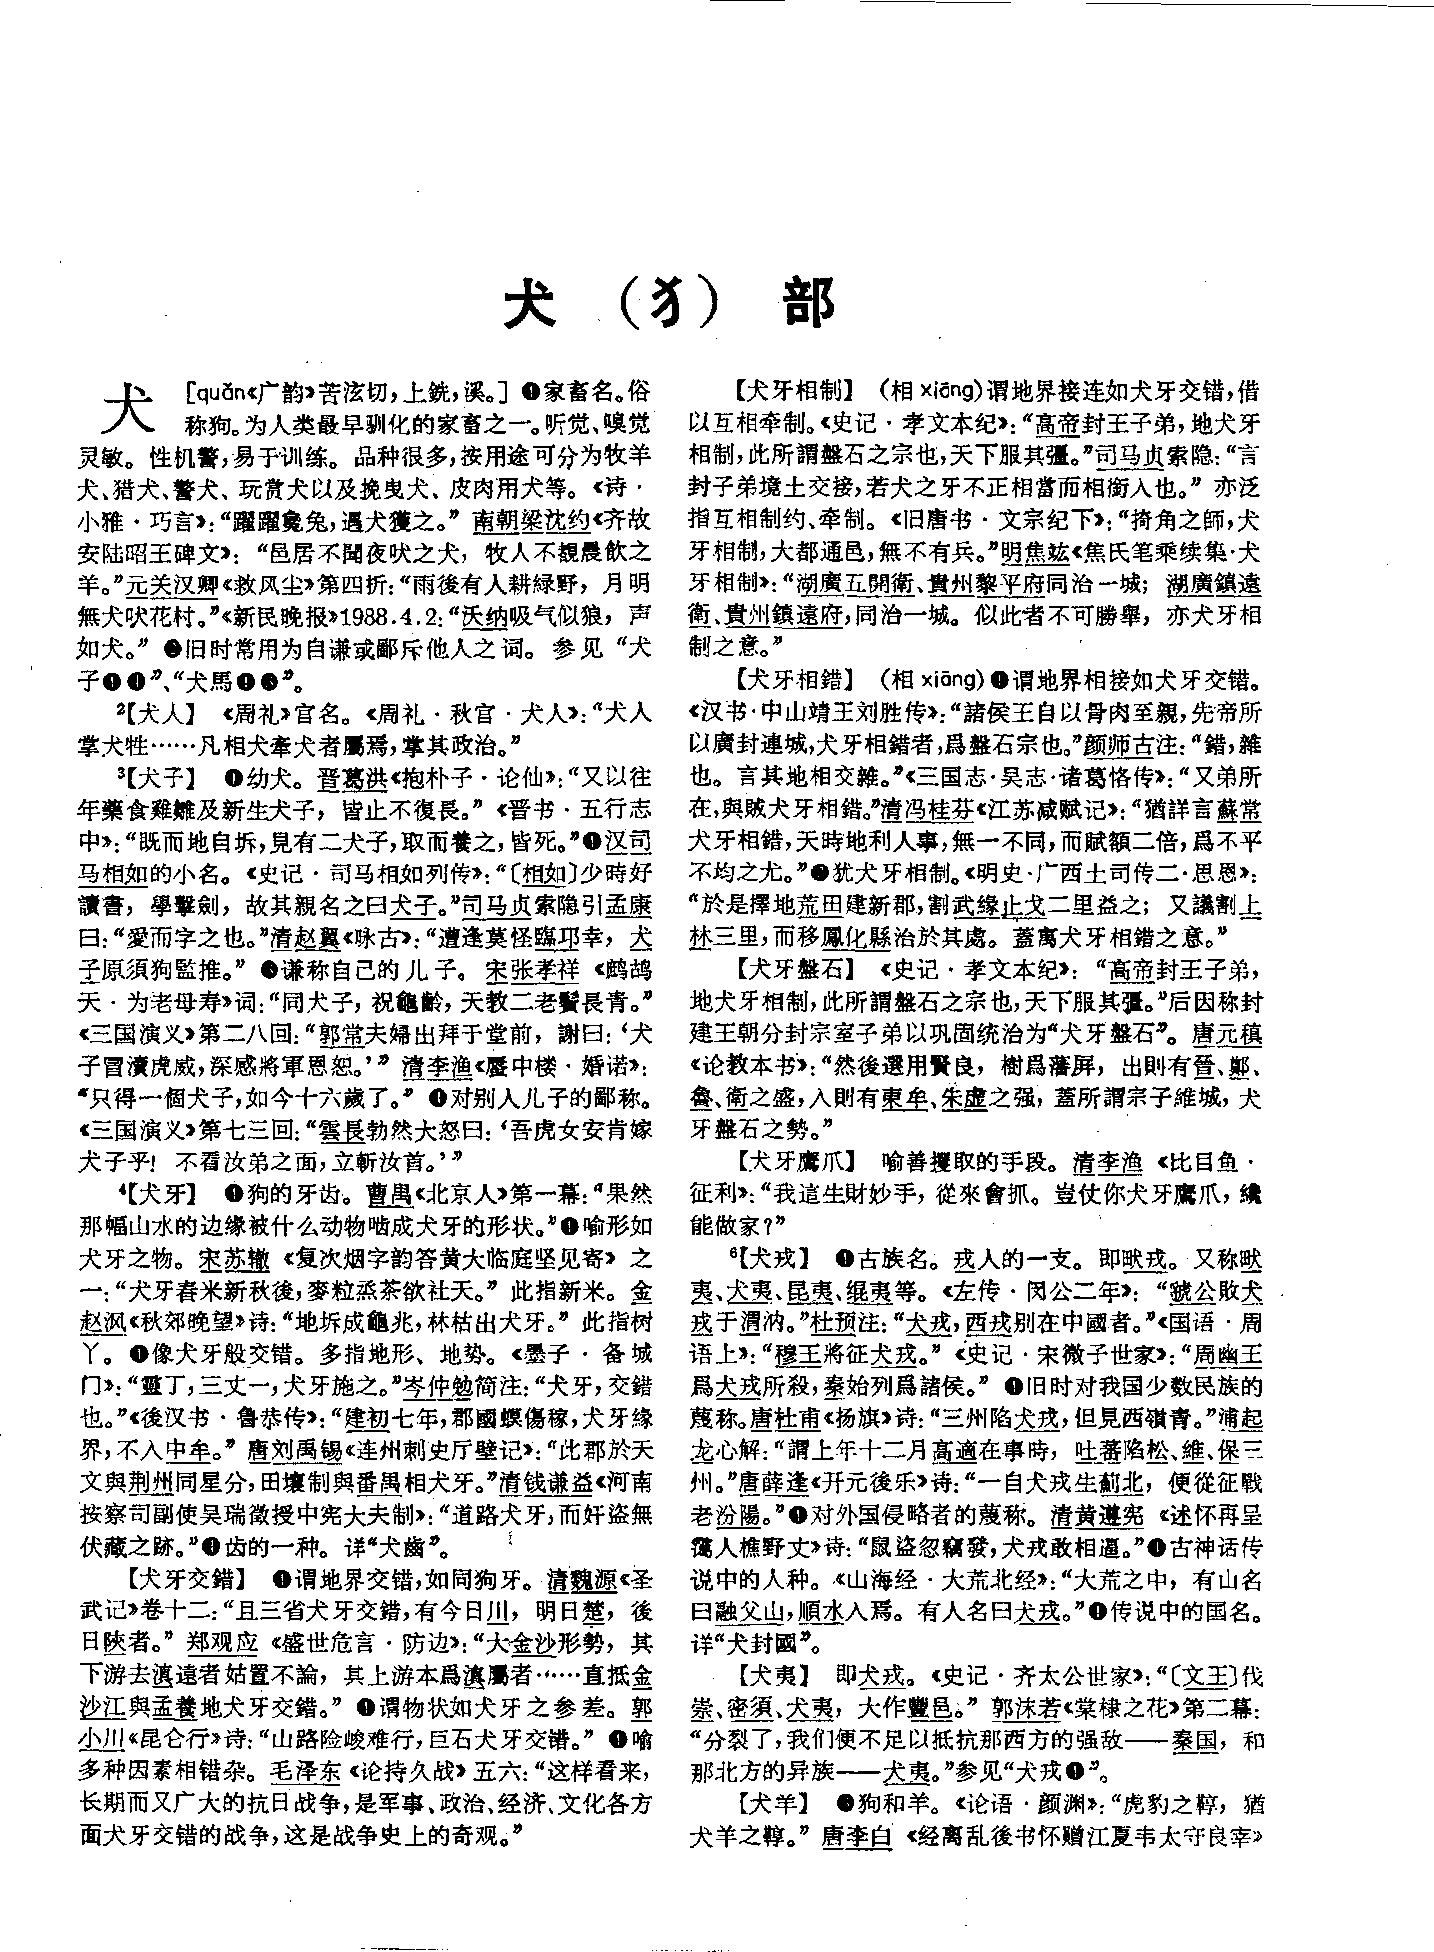 犬 (犭) 部
犬 [quǎn《广韵》苦泫切，上銑，溪。] ❶家畜名。俗
称狗。为人类最早驯化的家畜之一。听觉、嗅觉
灵敏。性机警，易于训练。品种很多，按用途可分为牧羊
犬、猎犬、警犬、玩赏犬以及挽曳犬、皮肉用犬等。《诗·
小雅·巧言》：“躍躍毚兔，遇犬獲之。”南朝梁沈约《齐故
安陆昭王碑文》：“邑居不聞夜吠之犬，牧人不覩晨飲之
羊。”元关汉卿《救风尘》第四折：“雨後有人耕緑野，月明
無犬吠花村。”《新民晚报》1988.4.2：“沃纳吸气似狼，声
如犬。”❷旧时常用为自谦或鄙斥他人之词。参见“犬
子”、“犬馬”。
²【犬人】《周礼》官名。《周礼·秋官·犬人》：“犬人
掌犬牲……凡相犬牽犬者屬焉，掌其政治。”
³【犬子】❶幼犬。晋葛洪《抱朴子·论仙》：“又以往
年藥食雞雛及新生犬子，皆止不復長。”《晋书·五行志
中》：“既而地自坼，見有二犬子，取而養之，皆死。”❷汉司
马相如的小名。《史记·司马相如列传》：“〔相如〕少時好
讀書，學擊劍，故其親名之曰犬子。”司马贞索隐引孟康
曰：“愛而字之也。”清赵翼《咏古》：“遭逢莫怪臨邛幸，犬
子原須狗監推。”❸谦称自己的儿子。宋张孝祥《鹧鸪
天·为老母寿》词：“同犬子，祝龜齡，天教二老鬢長青。”
《三国演义》第二八回：“郭常夫婦出拜于堂前，謝曰：‘犬
子冒瀆虎威，深感將軍恩恕。’”清李渔《蜃中楼·婚诺》：
“只得一個犬子，如今十六歲了。”❹对别人儿子的鄙称。
《三国演义》第七三回：“雲長勃然大怒曰：‘吾虎女安肯嫁
犬子乎！不看汝弟之面，立斬汝首。’”
⁴【犬牙】❶狗的牙齿。曹禺《北京人》第一幕：“果然
那幅山水的边缘被什么动物啮成犬牙的形状。”❷喻形如
犬牙之物。宋苏辙《复次烟字韵答黄大临庭坚见寄》之
一：“犬牙舂米新秋後，麥粒烝茶欲社天。”此指新米。金
赵沨《秋郊晚望》诗：“地坼成龜兆，林枯出犬牙。”此指树
丫。❸像犬牙般交错。多指地形、地势。《墨子·备城
门》：“靈丁，三丈一，犬牙施之。”岑仲勉简注：“犬牙，交錯
也。”《後汉书·鲁恭传》：“建初七年，郡國螟傷稼，犬牙缘
界，不入中牟。”唐刘禹锡《连州刺史厅壁记》：“此郡於天
文與荆州同星分，田壤制與番禺相犬牙。”清钱谦益《河南
按察司副使吴瑞徵授中宪大夫制》：“道路犬牙，而奸盜無
伏藏之跡。”❹齿的一种。详“犬齒”。
【犬牙交錯】❶谓地界交错，如同狗牙。清魏源《圣
武记》卷十二：“且三省犬牙交錯，有今日川，明日楚，後
日陝者。”郑观应《盛世危言·防边》：“大金沙形勢，其
下游去滇遠者姑置不論，其上游本爲滇屬者……直抵金
沙江與孟養地犬牙交錯。”❷谓物状如犬牙之参差。郭
小川《昆仑行》诗：“山路险峻难行，巨石犬牙交错。”❸喻
多种因素相错杂。毛泽东《论持久战》五六：“这样看来，
长期而又广大的抗日战争，是军事、政治、经济、文化各方
面犬牙交错的战争，这是战争史上的奇观。”
【犬牙相制】（相 xiāng）谓地界接连如犬牙交错，借
以互相牵制。《史记·孝文本纪》：“高帝封王子弟，地犬牙
相制，此所謂盤石之宗也，天下服其彊。”司马贞索隐：“言
封子弟境土交接，若犬之牙不正相當而相銜入也。”亦泛
指互相制约、牵制。《旧唐书·文宗纪下》：“掎角之師，犬
牙相制，大都通邑，無不有兵。”明焦竑《焦氏笔乘续集·犬
牙相制》：“湖廣五開衛、貴州黎平府同治一城；湖廣鎮遠
衛、貴州鎮遠府，同治一城。似此者不可勝舉，亦犬牙相
制之意。”
【犬牙相錯】（相 xiāng）❶谓地界相接如犬牙交错。
《汉书·中山靖王刘胜传》：“諸侯王自以骨肉至親，先帝所
以廣封連城，犬牙相錯者，爲盤石宗也。”颜师古注：“錯，雜
也。言其地相交雜。”《三国志·吴志·诸葛恪传》：“又弟所
在，與賊犬牙相錯。”清冯桂芬《江苏减赋记》：“猶詳言蘇常
犬牙相錯，天時地利人事，無一不同，而賦額二倍，爲不平
不均之尤。”❷犹犬牙相制。《明史·广西土司传二·思恩》：
“於是擇地荒田建新郡，割武緣止戈二里益之；又議割上
林三里，而移鳳化縣治於其處。蓋寓犬牙相錯之意。”
【犬牙盤石】《史记·孝文本纪》：“高帝封王子弟，
地犬牙相制，此所謂盤石之宗也，天下服其彊。”后因称封
建王朝分封宗室子弟以巩固统治为“犬牙盤石”。唐元稹
《论教本书》：“然後選用賢良，樹爲藩屏，出則有晉、鄭、
魯、衛之盛，入則有東牟、朱虛之强，蓋所謂宗子維城，犬
牙盤石之勢。”
【犬牙鷹爪】喻善攫取的手段。清李渔《比目鱼·
征利》：“我這生財妙手，從來會抓。豈仗你犬牙鷹爪，纔
能做家？”
⁶【犬戎】❶古族名。戎人的一支。即畎戎。又称畎
夷、犬夷、昆夷、绲夷等。《左传·闵公二年》：“虢公敗犬
戎于渭汭。”杜预注：“犬戎，西戎别在中國者。”《国语·周
语上》：“穆王將征犬戎。”《史记·宋微子世家》：“周幽王
爲犬戎所殺，秦始列爲諸侯。”❷旧时对我国少数民族的
蔑称。唐杜甫《扬旗》诗：“三州陷犬戎，但見西嶺青。”浦起
龙心解：“謂上年十二月高適在事時，吐蕃陷松、維、保三
州。”唐薛逢《开元後乐》诗：“一自犬戎生薊北，便從征戰
老汾陽。”❸对外国侵略者的蔑称。清黄遵宪《述怀再呈
霭人樵野丈》诗：“鼠盜忽竊發，犬戎敢相逼。”❹古神话传
说中的人种。《山海经·大荒北经》：“大荒之中，有山名
曰融父山，順水入焉。有人名曰犬戎。”❺传说中的国名。
详“犬封國”。
【犬夷】即犬戎。《史记·齐太公世家》：“〔文王〕伐
崇、密須、犬夷，大作豐邑。”郭沫若《棠棣之花》第二幕：
“分裂了，我们便不足以抵抗那西方的强敌——秦国，和
那北方的异族——犬夷。”参见“犬戎❶”。
【犬羊】❶狗和羊。《论语·颜渊》：“虎豹之鞟，猶
犬羊之鞟。”唐李白《经离乱後书怀赠江夏韦太守良宰》